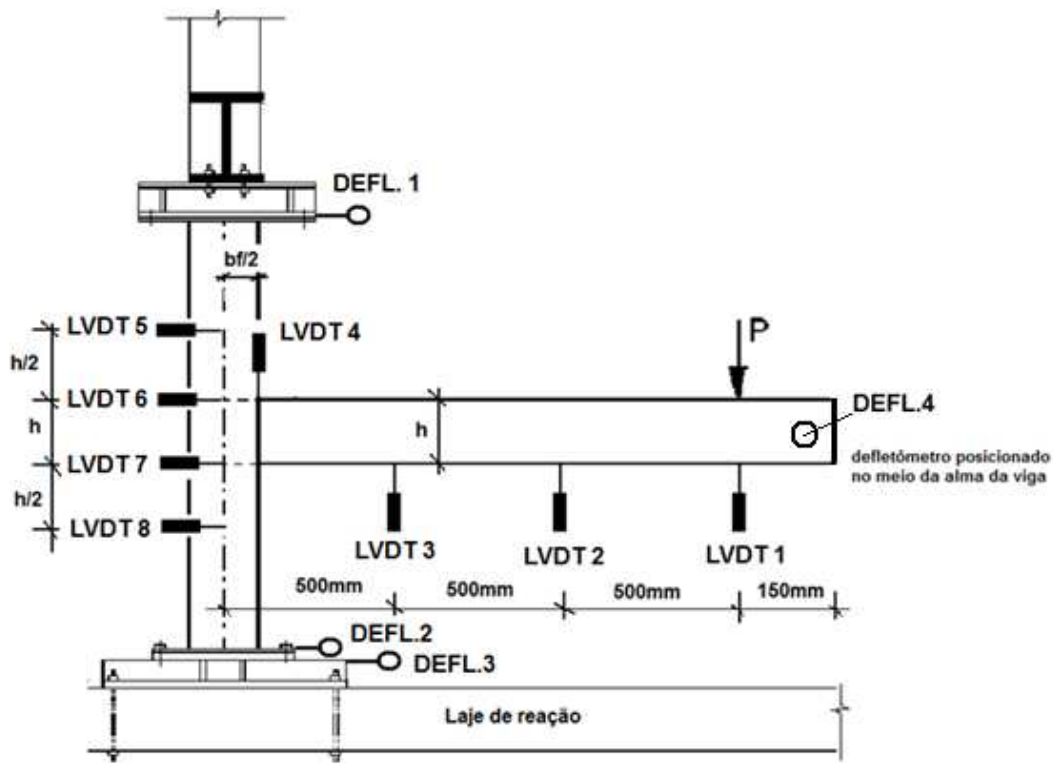 DEFL. 1
bf/2
LVDT 5
LVDT 4
h/2
P
LVDT 6
DEFL.4
h
h
defletômetro posicionado
no meio da alma da viga
LVDT 7
h/2
LVDT 8
LVDT 3
LVDT 2
LVDT 1
500mm
500mm
500mm
150mm
DEFL.2
DEFL.3
Laje de reação